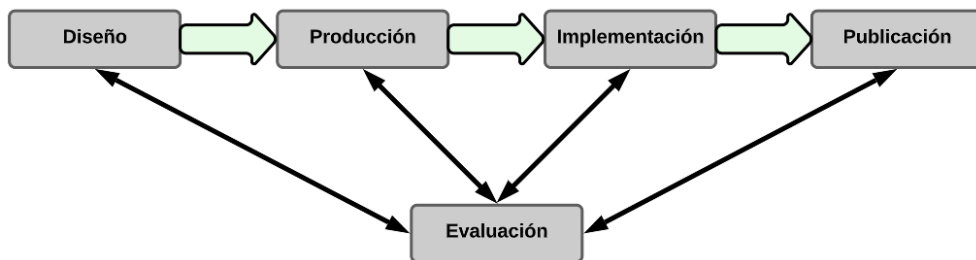 Diseño
Producción
Implementación
Publicación
Evaluación